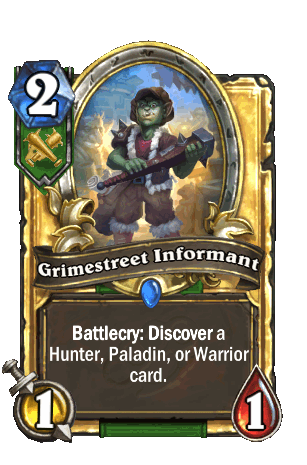 2
Grimestreet Informant
Battlecry: Discover a
Hunter, Paladin, or Warrior
card.
1
1